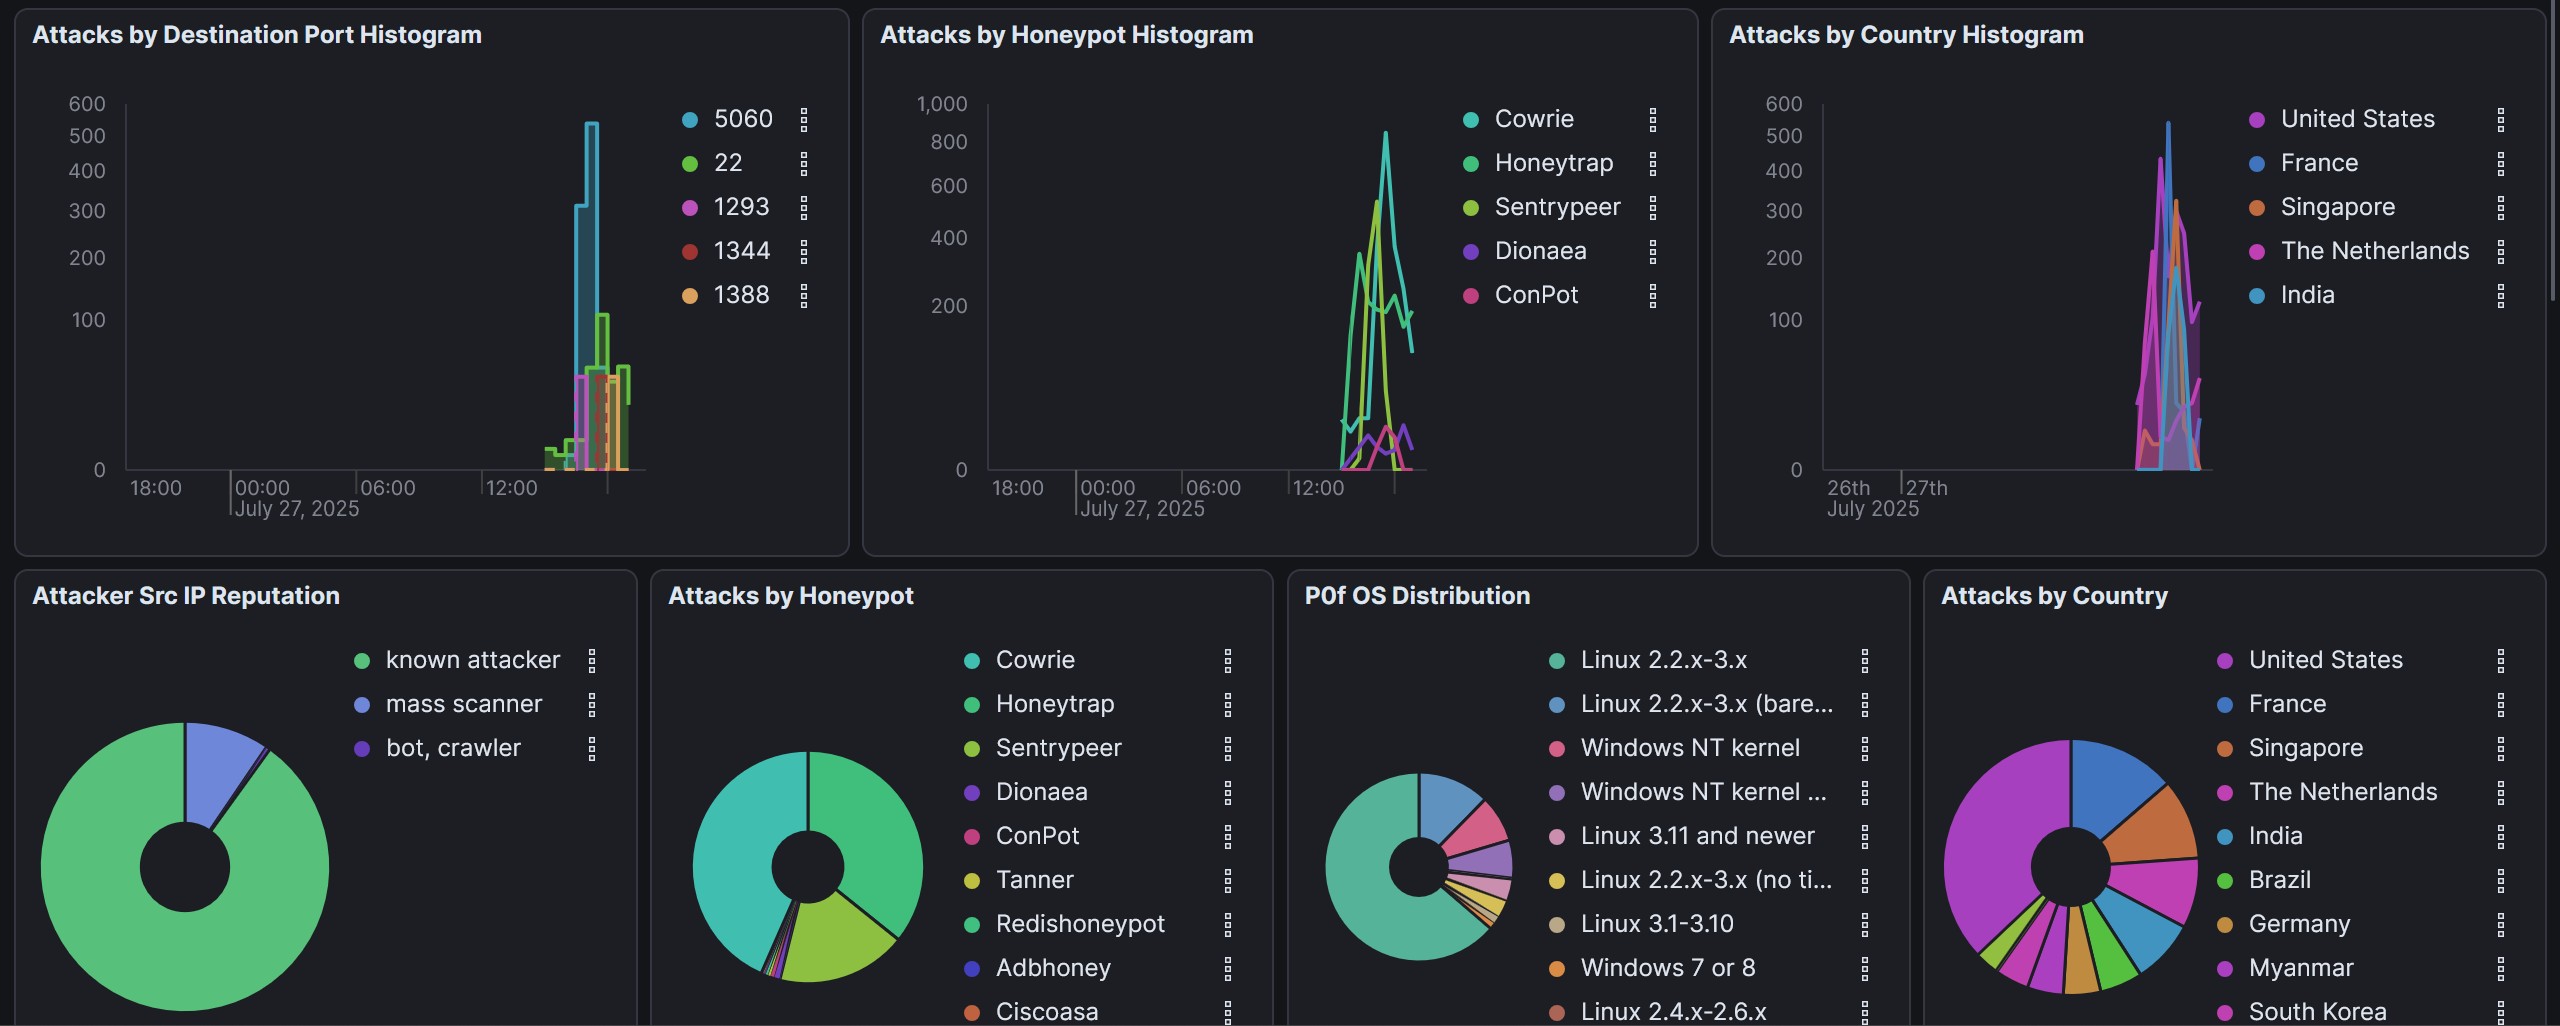 Attacks by Destination Port Histogram
600
500
400
300
200
100
0
18:00
00:00
06:00
12:00
July 27, 2025
5060
22
1293
1344
1388
Attacks by Honeypot Histogram
1,000
800
600
400
200
0
18:00
00:00
06:00
12:00
July 27, 2025
Cowrie
Honeytrap
Sentrypeer
Dionaea
ConPot
Attacks by Country Histogram
600
500
400
300
200
100
0
26th
27th
July 2025
United States
France
Singapore
The Netherlands
India
Attacker Src IP Reputation
known attacker
mass scanner
bot, crawler
Attacks by Honeypot
Cowrie
Honeytrap
Sentrypeer
Dionaea
ConPot
Tanner
Redishoneypot
Adbhoney
Ciscoasa
P0f OS Distribution
Linux 2.2.x-3.x
Linux 2.2.x-3.x (bare...
Windows NT kernel
Windows NT kernel ...
Linux 3.11 and newer
Linux 2.2.x-3.x (no ti...
Linux 3.1-3.10
Windows 7 or 8
Linux 2.4.x-2.6.x
Attacks by Country
United States
France
Singapore
The Netherlands
India
Brazil
Germany
Myanmar
South Korea